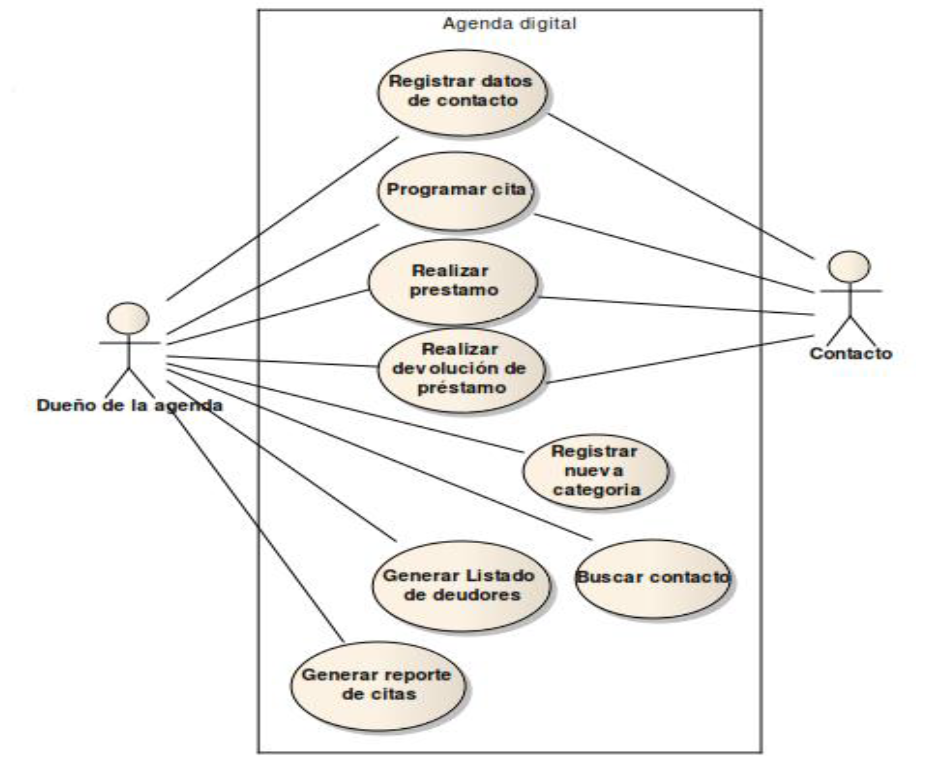 Agenda digital
Registrar datos
de contacto
Programar cita
Realizar
prestamo
Realizar
devolución de
préstamo
Contacto
Dueño de la agenda
Registrar
nueva
categoria
Generar Listado
de deudores
Buscar contacto
Generar reporte
de citas